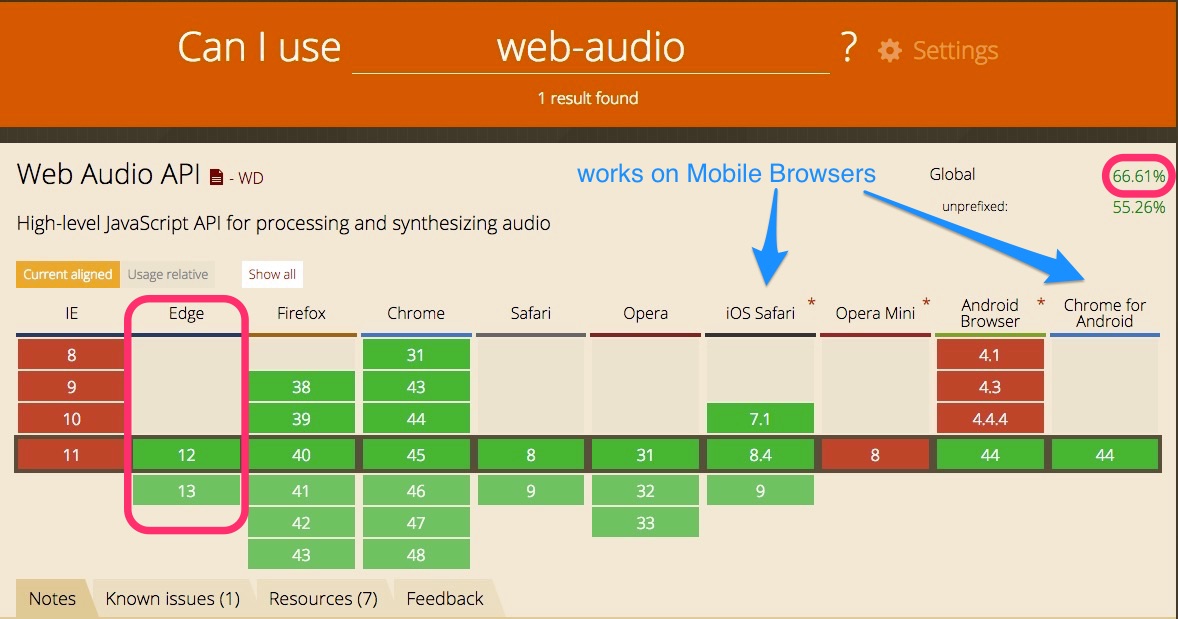 Can I use web-audio ? Settings
1 result found
Web Audio API - WD
works on Mobile Browsers
Global 66.61%
unprefixed: 55.26%
High-level JavaScript API for processing and synthesizing audio
Current aligned Usage relative Show all
IE Edge Firefox Chrome Safari Opera iOS Safari * Opera Mini * Android Browser * Chrome for Android
8 31 4.1
9 38 43 4.3
10 39 44 7.1 4.4.4
11 12 40 45 8 31 8.4 8 44 44
13 41 46 9 32 9
42 47 33
43 48
Notes Known issues (1) Resources (7) Feedback